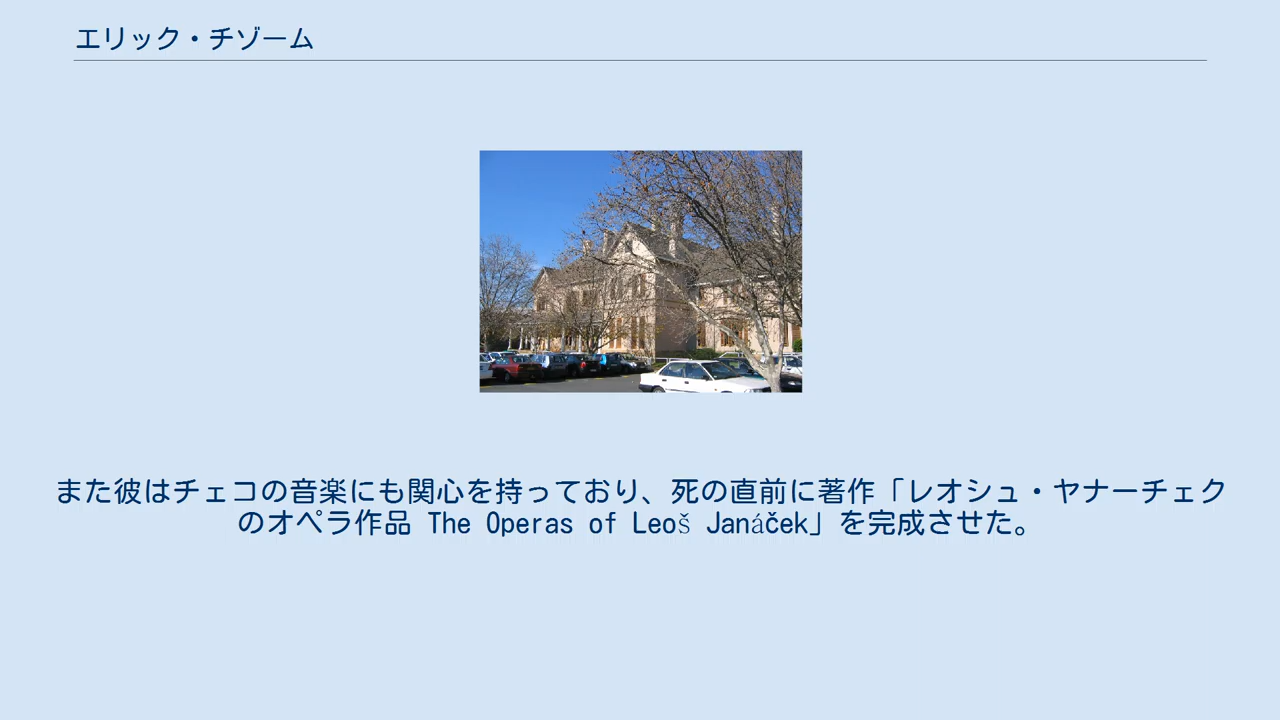 エリック・チゾーム
また彼はチェコの音楽にも関心を持っており、死の直前に著作「レオシュ・ヤナーチェク
のオペラ作品 The Operas of Leoš Janáček」を完成させた。